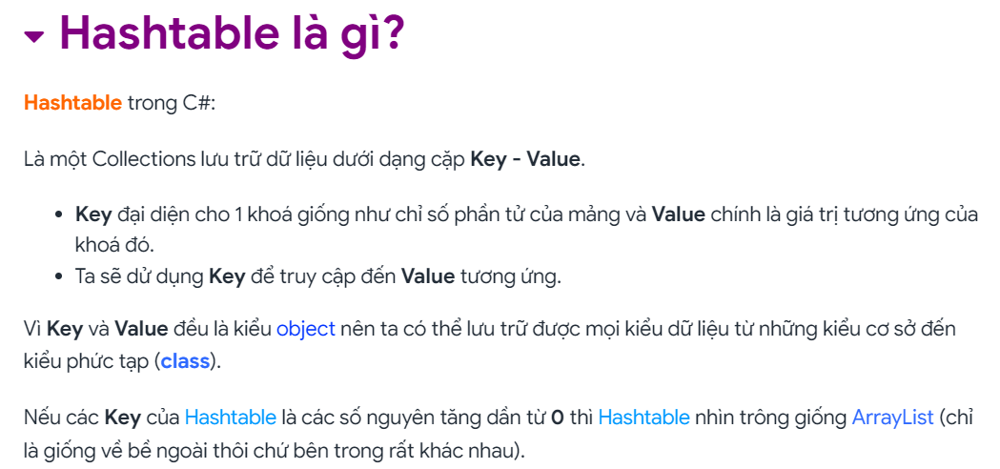 Hashtable là gì?
Hashtable trong C#:
Là một Collections lưu trữ dữ liệu dưới dạng cặp Key - Value.
Key đại diện cho 1 khoá giống như chỉ số phần tử của mảng và Value chính là giá trị tương ứng của
khoá đó.
Ta sẽ dử dụng Key để truy cập đến Value tương ứng.
Vì Key và Value đều là kiểu object nên ta có thể lưu trữ được mọi kiểu dữ liệu từ những kiểu cơ sở đến
kiểu phức tạp (class).
Nếu các Key của Hashtable là các số nguyên tăng dần từ 0 thì Hashtable nhìn trông giống ArrayList (chỉ
là giống về bề ngoài thôi chứ bên trong rất khác nhau).